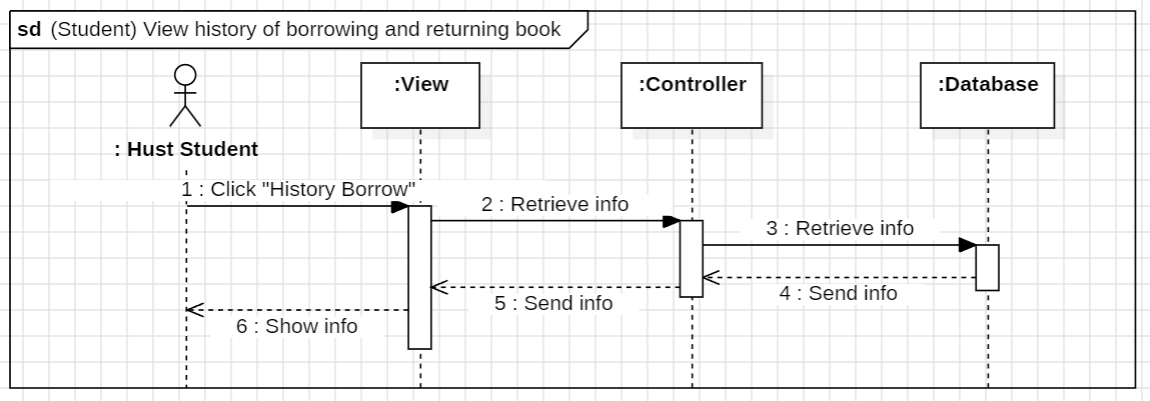 sd (Student) View history of borrowing and returning book
:View
:Controller
:Database
: Hust Student
1 : Click "History Borrow"
2 : Retrieve info
3 : Retrieve info
4 : Send info
5 : Send info
6 : Show info